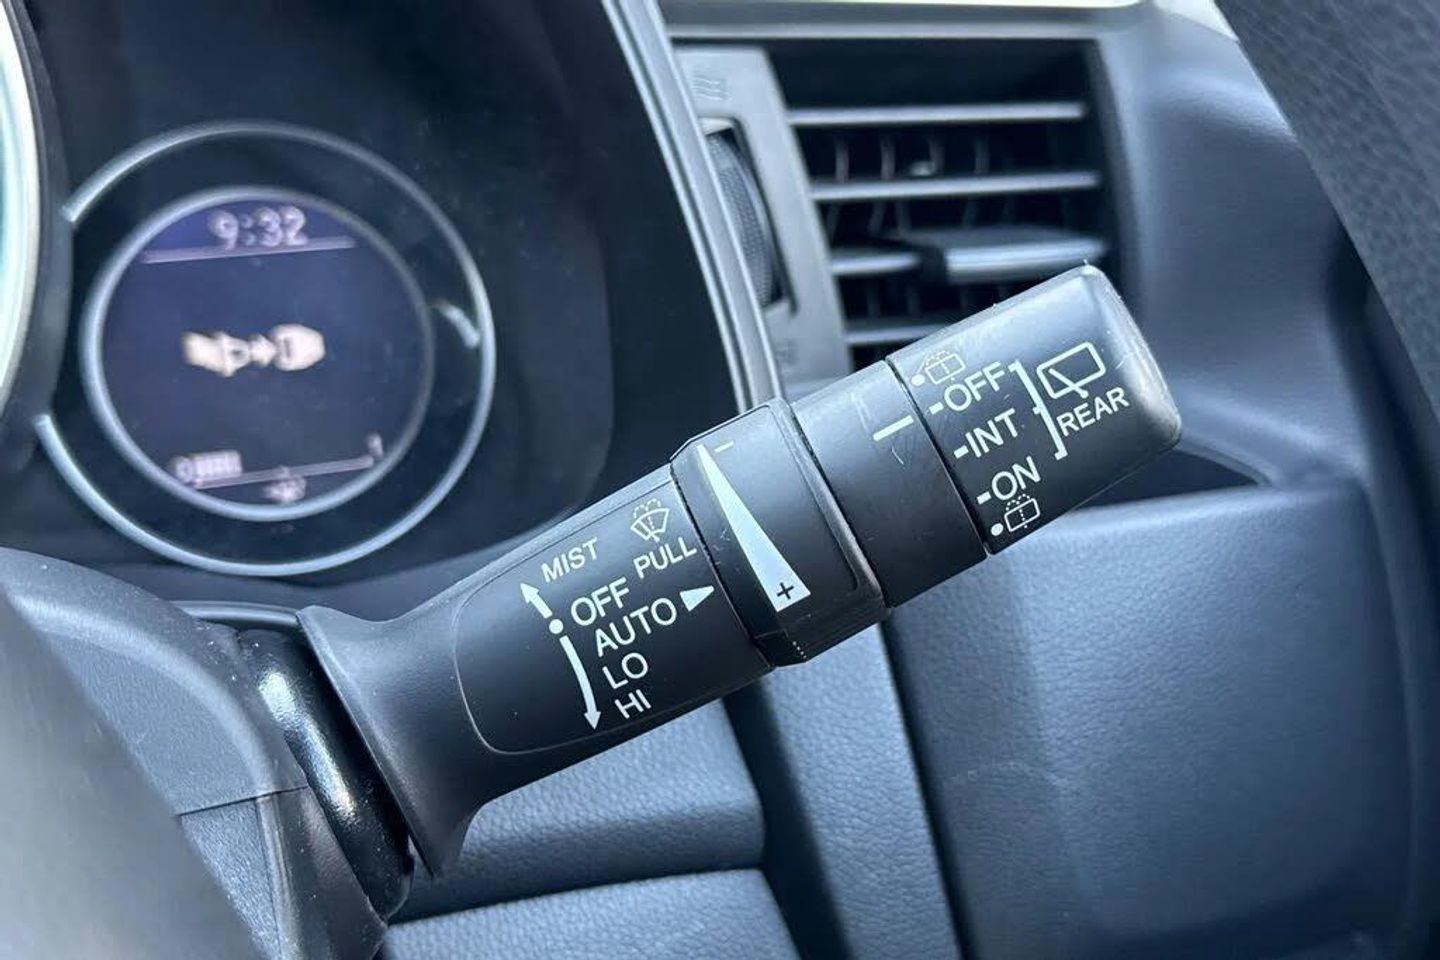 9:32
MIST
PULL
OFF
AUTO
LO
HI
-
+
OFF
INT
ON
REAR